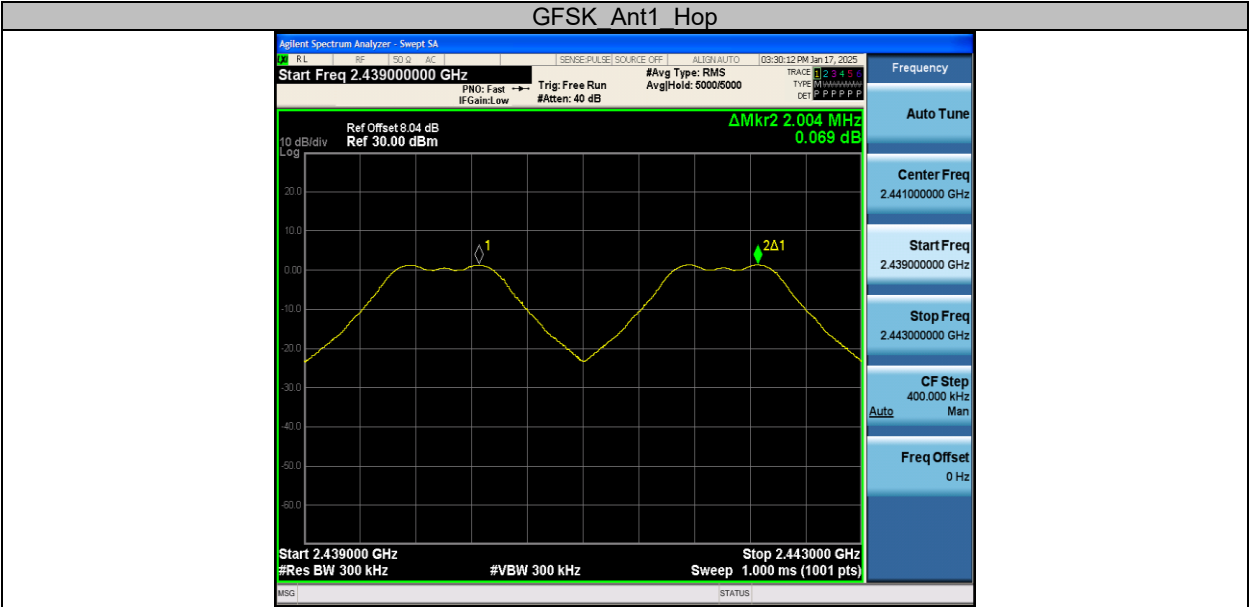 GFSK_Ant1_Hop
Agilent Spectrum Analyzer - Swept SA
RL RF 50 Ω AC SENSE:PULSE SOURCE OFF ALIGNAUTO 03:30:12 PM Jan 17, 2025
Start Freq 2.439000000 GHz
PNO: Fast
IFGain:Low
Trig: Free Run
#Atten: 40 dB
#Avg Type: RMS
Avg|Hold: 5000/5000
TRACE 1 2 3 4 5 6
TYPE M
DET P P P P P P
ΔMkr2 2.004 MHz
0.069 dB
Ref Offset 8.04 dB
10 dB/div Ref 30.00 dBm
Log
20.0
10.0
0.00
-10.0
-20.0
-30.0
-40.0
-50.0
-60.0
1
2Δ1
Start 2.439000 GHz
Stop 2.443000 GHz
#Res BW 300 kHz #VBW 300 kHz Sweep 1.000 ms (1001 pts)
MSG STATUS
Frequency
Auto Tune
Center Freq
2.441000000 GHz
Start Freq
2.439000000 GHz
Stop Freq
2.443000000 GHz
CF Step
400.000 kHz
Auto Man
Freq Offset
0 Hz